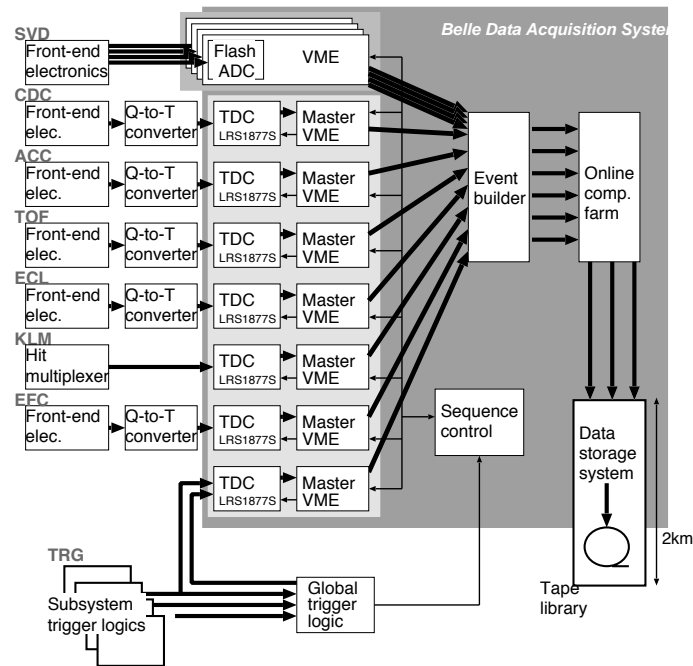 SVD
Front-end
electronics
Flash
ADC
VME
Belle Data Acquisition System
CDC
Front-end
elec.
Q-to-T
converter
TDC
LRS1877S
Master
VME
ACC
Front-end
elec.
Q-to-T
converter
TDC
LRS1877S
Master
VME
Event
builder
Online
comp.
farm
TOF
Front-end
elec.
Q-to-T
converter
TDC
LRS1877S
Master
VME
ECL
Front-end
elec.
Q-to-T
converter
TDC
LRS1877S
Master
VME
KLM
Hit
multiplexer
TDC
LRS1877S
Master
VME
EFC
Front-end
elec.
Q-to-T
converter
TDC
LRS1877S
Master
VME
Sequence
control
Data
storage
system
TDC
LRS1877S
Master
VME
2km
TRG
Subsystem
trigger logics
Global
trigger
logic
Tape
library